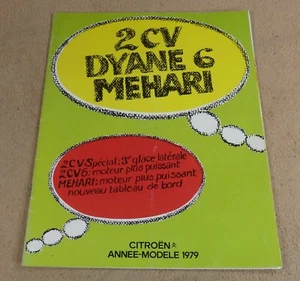 2CV
DYANE 6
MEHARI
2CV Spécial: 3e glace latérale
2CV6: moteur plus puissant
MEHARI: moteur plus puissant
nouveau tableau de bord
CITROËN
ANNEE-MODELE 1979